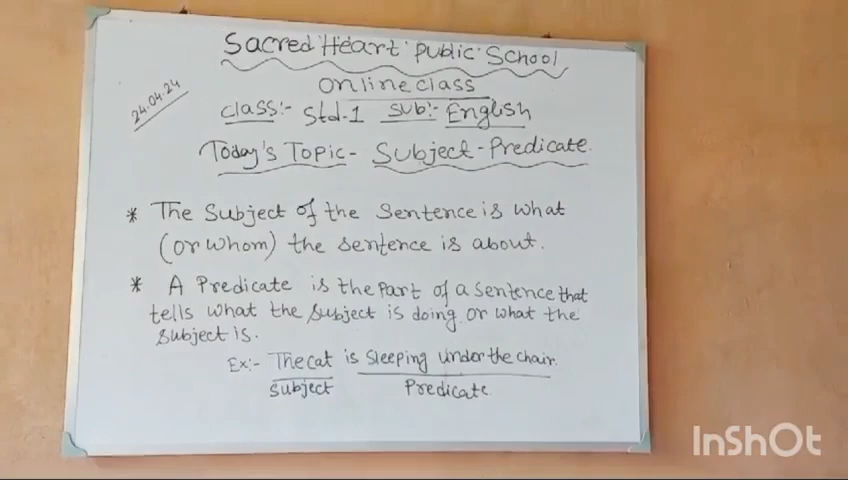 Sacred Heart Public School
Online class
24.04.24
Class:- Std-1 Sub:- English
Today's Topic- Subject-Predicate.
* The Subject of the Sentence is what
(or whom) the sentence is about.
* A Predicate is the Part of a Sentence that
tells what the subject is doing or what the
Subject is.
Ex:- The cat is sleeping under the chair.
Subject Predicate
InShOt